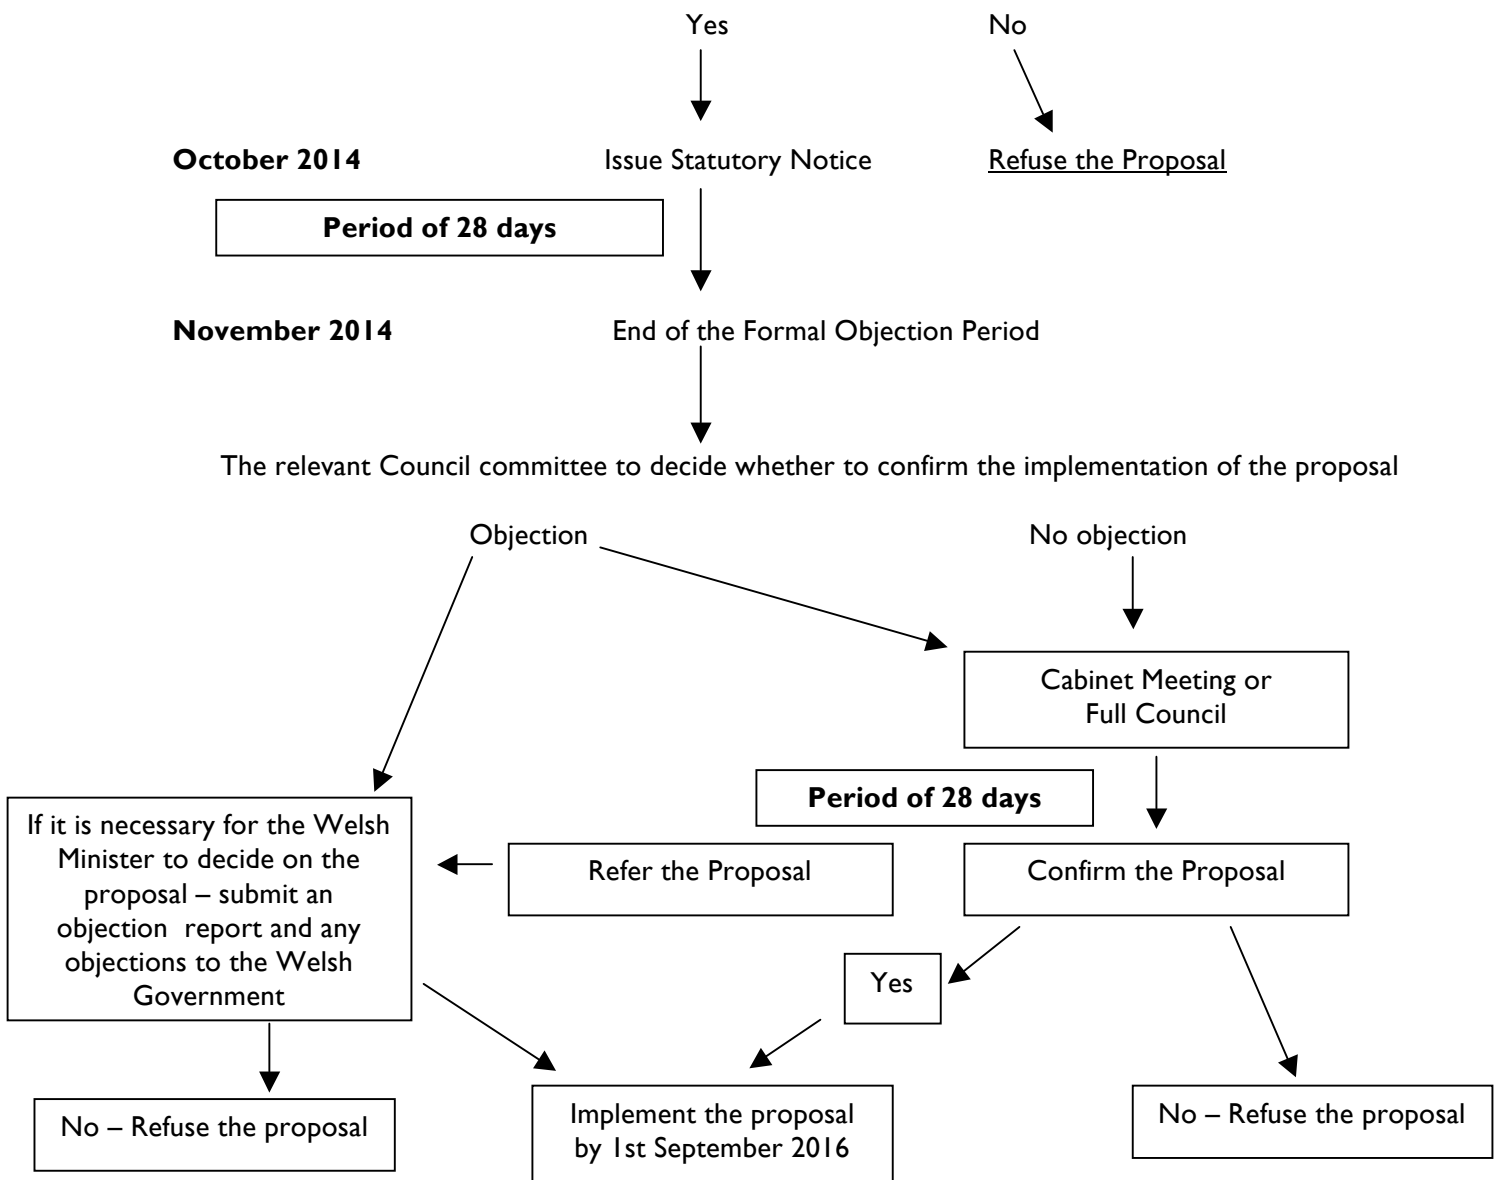 Yes
No
October 2014
Issue Statutory Notice
Refuse the Proposal
Period of 28 days
November 2014
End of the Formal Objection Period
The relevant Council committee to decide whether to confirm the implementation of the proposal
Objection
No objection
Cabinet Meeting or
Full Council
Period of 28 days
If it is necessary for the Welsh
Minister to decide on the
proposal – submit an
objection report and any
objections to the Welsh
Government
Refer the Proposal
Confirm the Proposal
Yes
No – Refuse the proposal
Implement the proposal
by 1st September 2016
No – Refuse the proposal